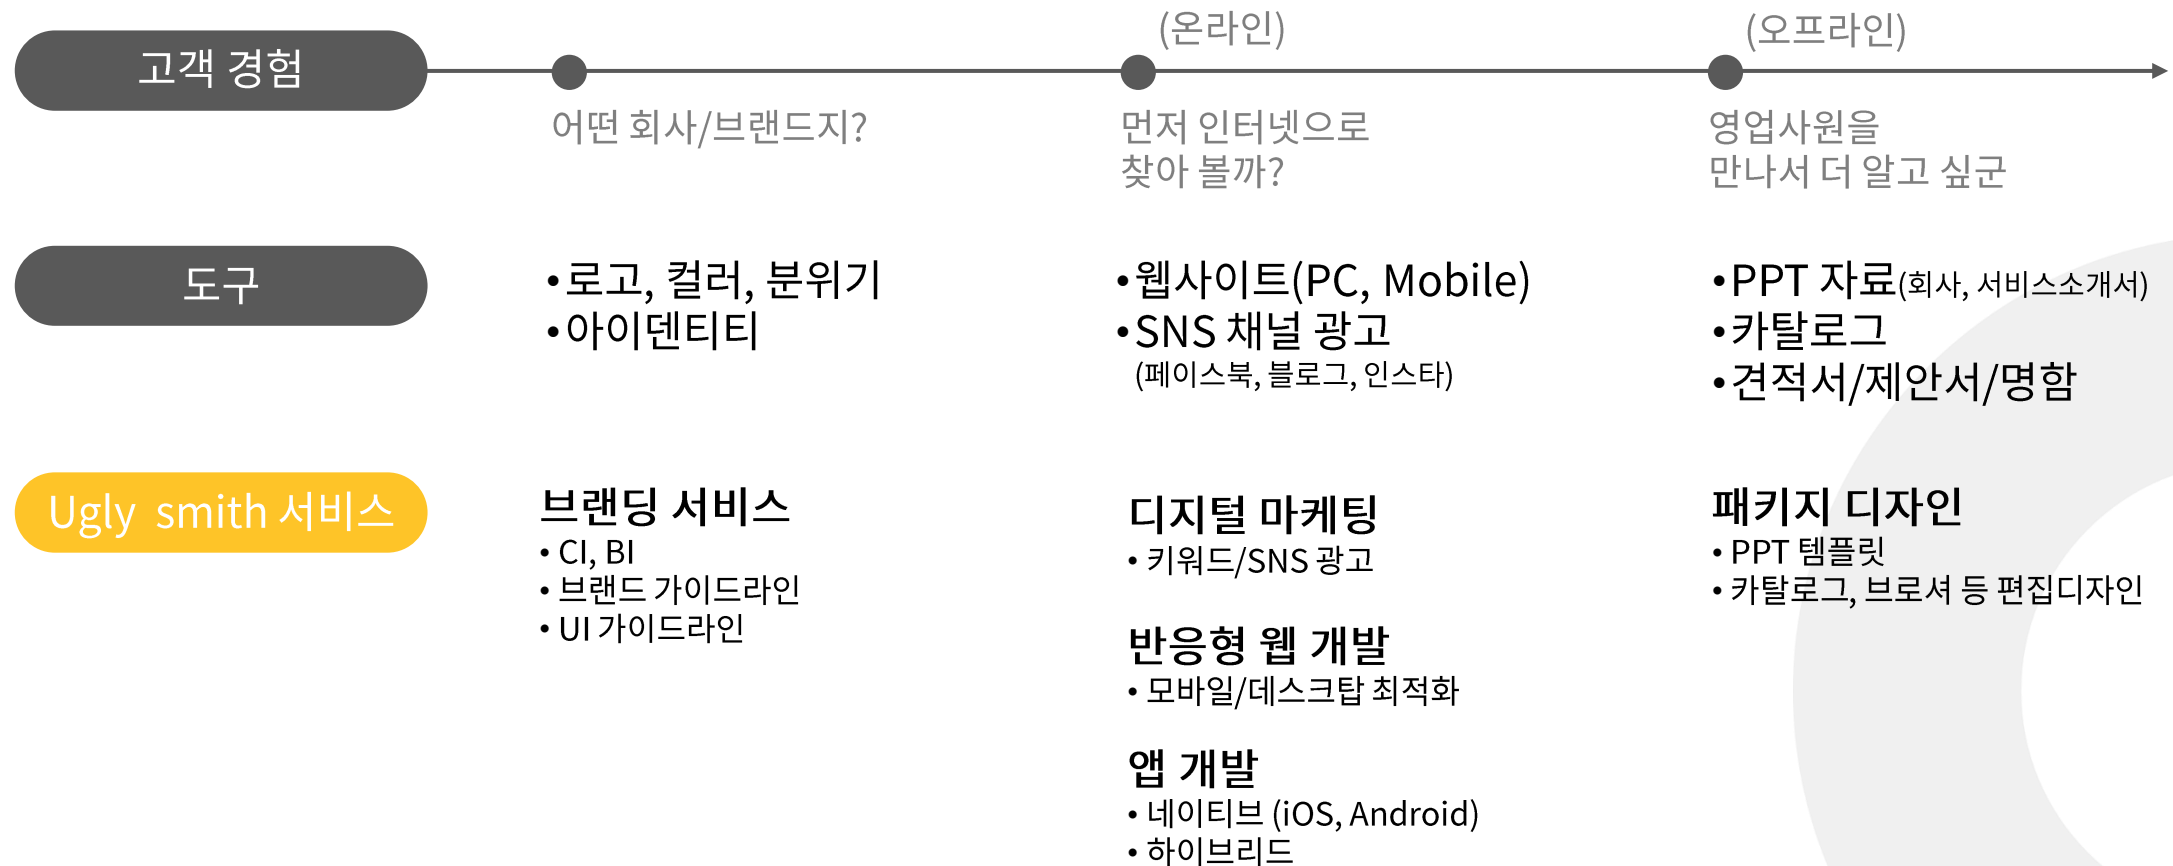 고객 경험
(온라인)
(오프라인)
어떤 회사/브랜드지?
먼저 인터넷으로
찾아 볼까?
영업사원을
만나서 더 알고 싶군
도구
•로고, 컬러, 분위기
•아이덴티티
•웹사이트(PC, Mobile)
•SNS 채널 광고
(페이스북, 블로그, 인스타)
•PPT 자료(회사, 서비스소개서)
•카탈로그
•견적서/제안서/명함
Ugly smith 서비스
브랜딩 서비스
• CI, BI
• 브랜드 가이드라인
• UI 가이드라인
디지털 마케팅
• 키워드/SNS 광고
반응형 웹 개발
• 모바일/데스크탑 최적화
앱 개발
• 네이티브 (iOS, Android)
• 하이브리드
패키지 디자인
• PPT 템플릿
• 카탈로그, 브로셔 등 편집디자인